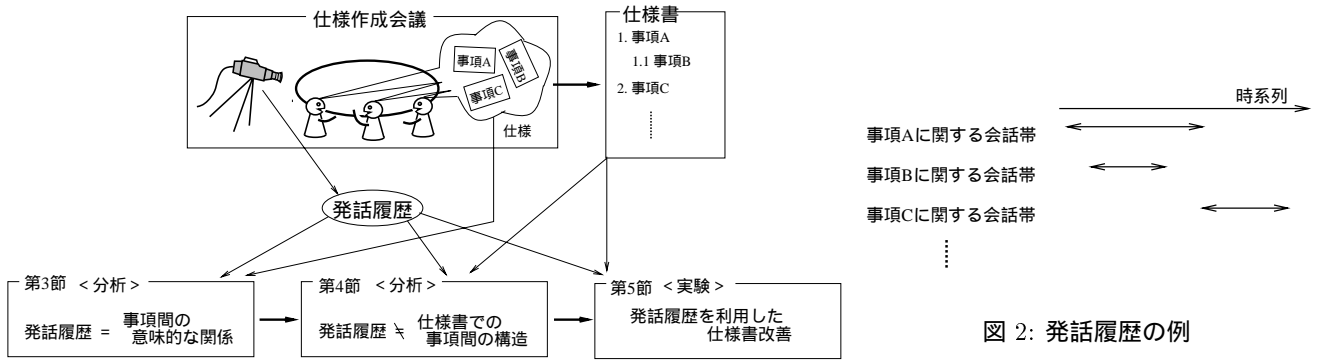 仕様作成会議
事項A
事項B
事項C
仕様
仕様書
1. 事項A
1.1 事項B
2. 事項C
発話履歴
第3節 <分析>
発話履歴 = 事項間の
意味的な関係
第4節 <分析>
発話履歴 ≠ 仕様書での
事項間の構造
第5節 <実験>
発話履歴を利用した
仕様書改善
時系列
事項Aに関する会話帯
事項Bに関する会話帯
事項Cに関する会話帯
図 2: 発話履歴の例